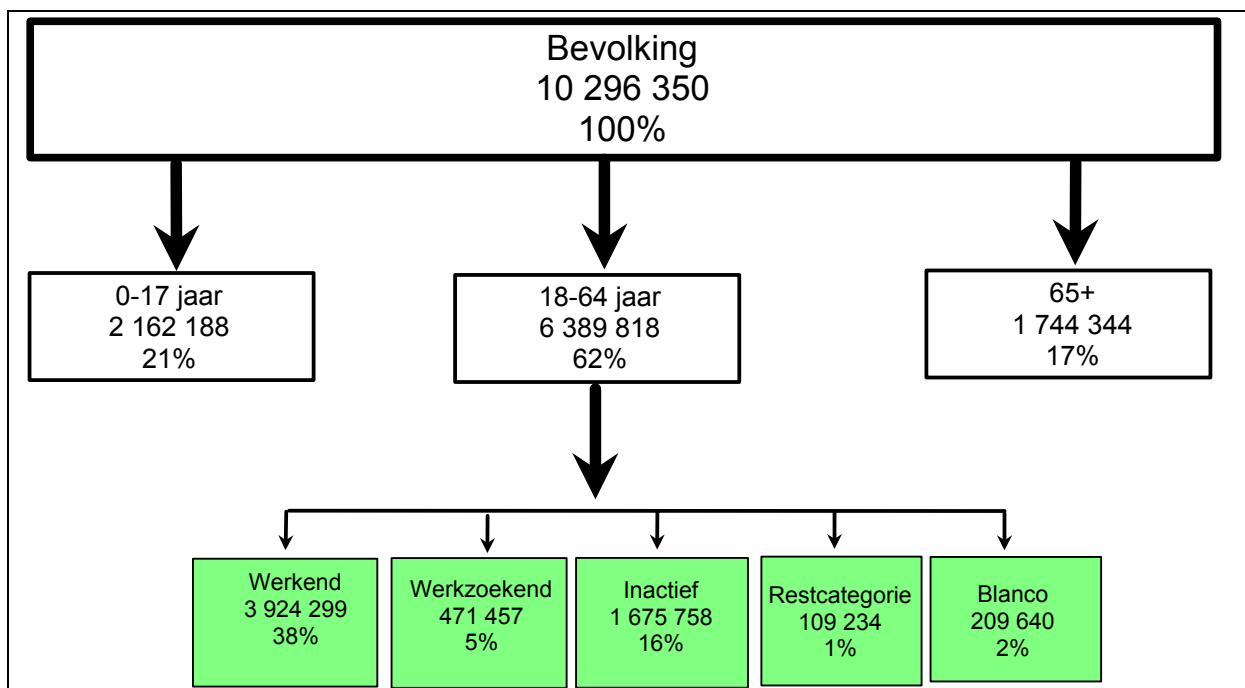 Bevolking
10 296 350
100%
0-17 jaar
2 162 188
21%
18-64 jaar
6 389 818
62%
65+
1 744 344
17%
Werkend
3 924 299
38%
Werkzoekend
471 457
5%
Inactief
1 675 758
16%
Restcategorie
109 234
1%
Blanco
209 640
2%